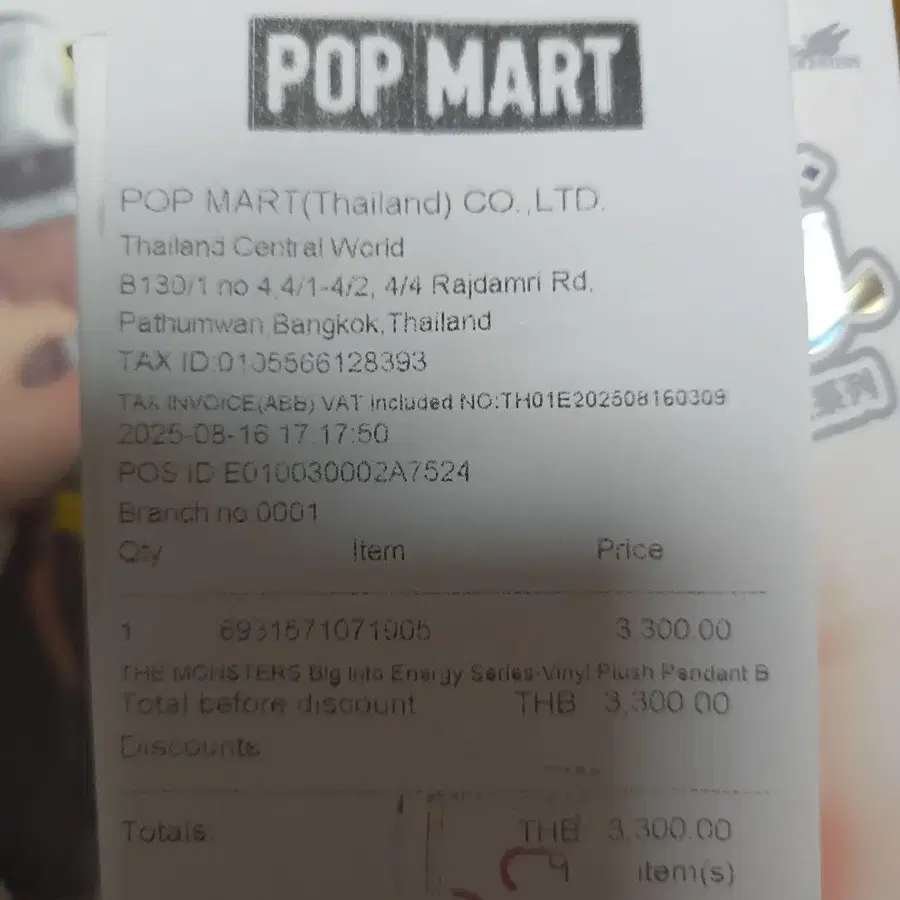 POP MART
POP MART(Thailand) CO.,LTD.
Thailand Central World
B130/1 no 4,4/1-4/2, 4/4 Rajdamri Rd,
Pathumwan,Bangkok,Thailand
TAX ID:0105566128393
TAX INVOICE(ABB) VAT included NO:TH01E202508160309
2025-08-16 17:17:50
POS ID E010030002A7524
Branch no:0001
Qty Item Price
1 6931571071905 3,300.00
THE MONSTERS Big Into Energy Series-Vinyl Plush Pendant B
Total before discount THB 3,300.00
Discounts
Totals: THB 3,300.00
item(s)
系列